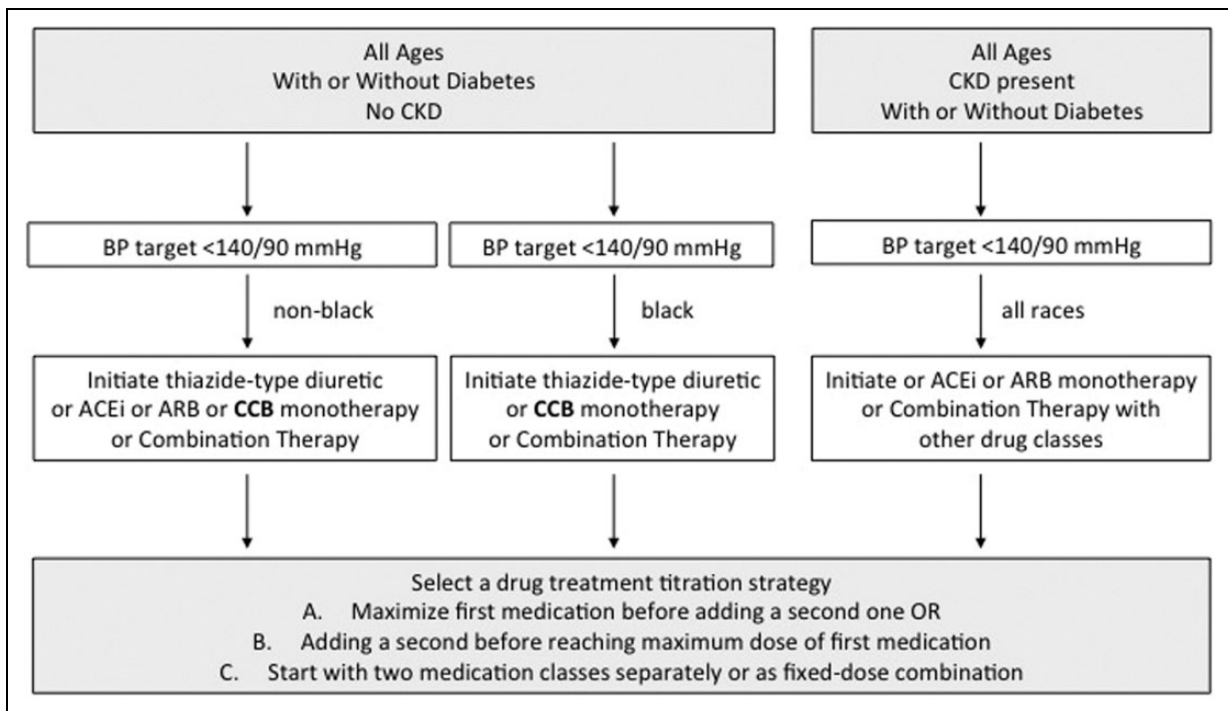 All Ages
With or Without Diabetes
No CKD
All Ages
CKD present
With or Without Diabetes
BP target <140/90 mmHg
BP target <140/90 mmHg
BP target <140/90 mmHg
non-black
black
all races
Initiate thiazide-type diuretic
or ACEi or ARB or CCB monotherapy
or Combination Therapy
Initiate thiazide-type diuretic
or CCB monotherapy
or Combination Therapy
Initiate or ACEi or ARB monotherapy
or Combination Therapy with
other drug classes
Select a drug treatment titration strategy
A. Maximize first medication before adding a second one OR
B. Adding a second before reaching maximum dose of first medication
C. Start with two medication classes separately or as fixed-dose combination